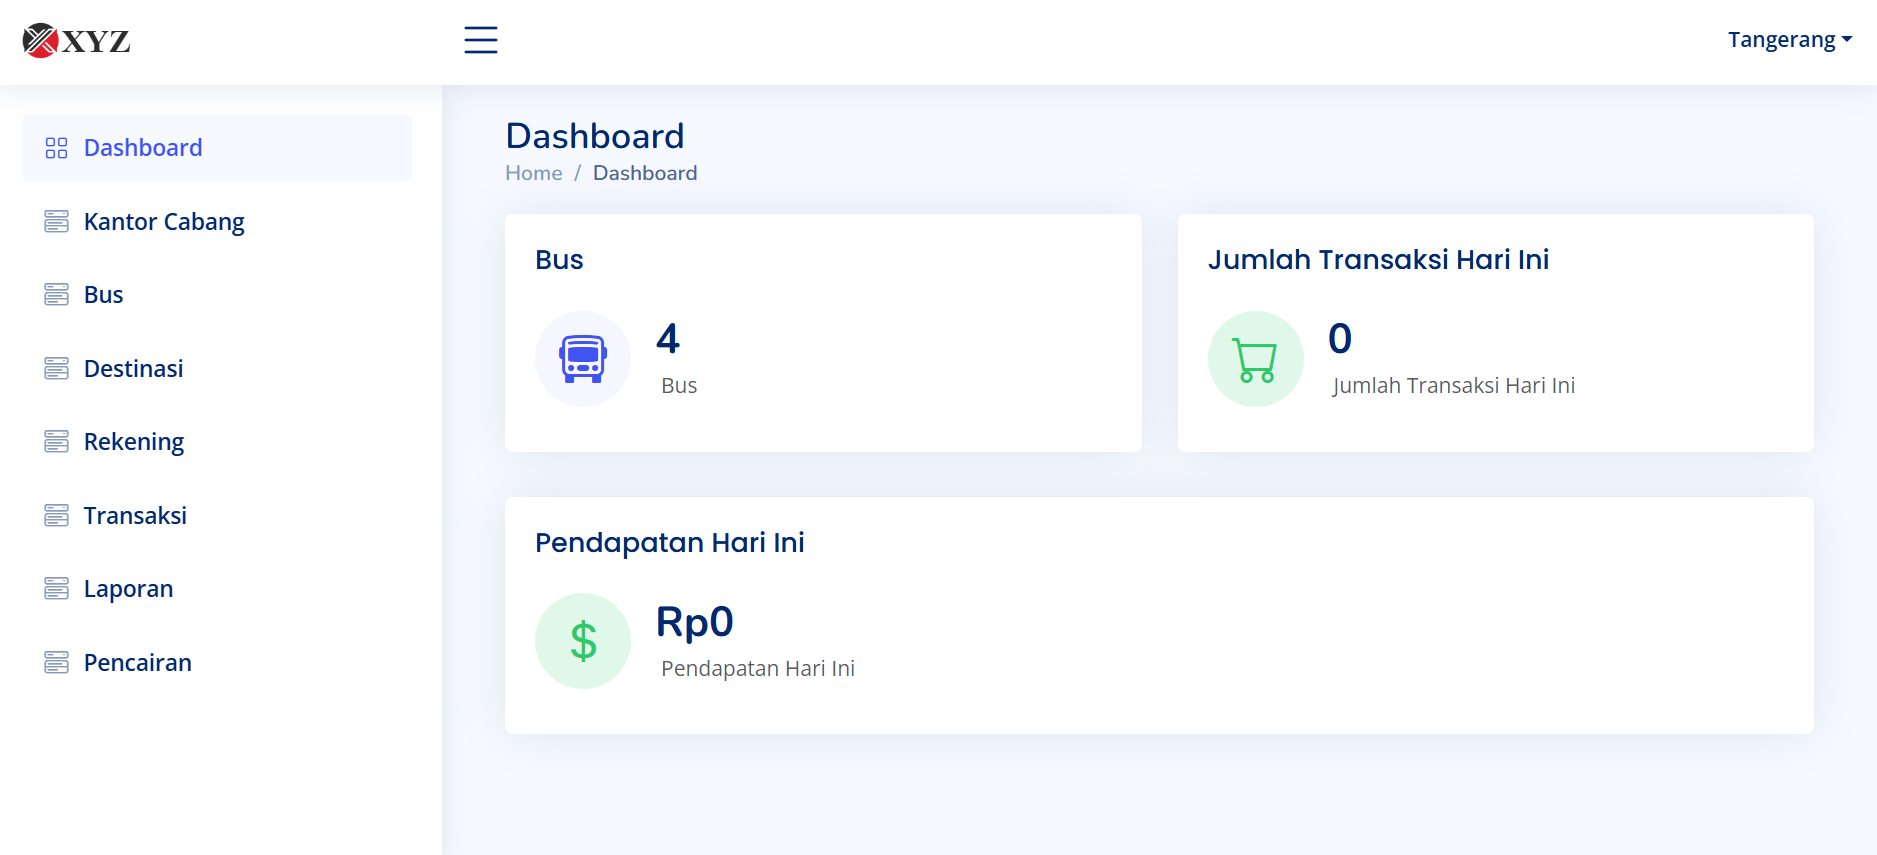 XYZ
Tangerang
Dashboard
Kantor Cabang
Bus
Destinasi
Rekening
Transaksi
Laporan
Pencairan
Dashboard
Home / Dashboard
Bus
4
Bus
Jumlah Transaksi Hari Ini
0
Jumlah Transaksi Hari Ini
Pendapatan Hari Ini
$
Rp0
Pendapatan Hari Ini